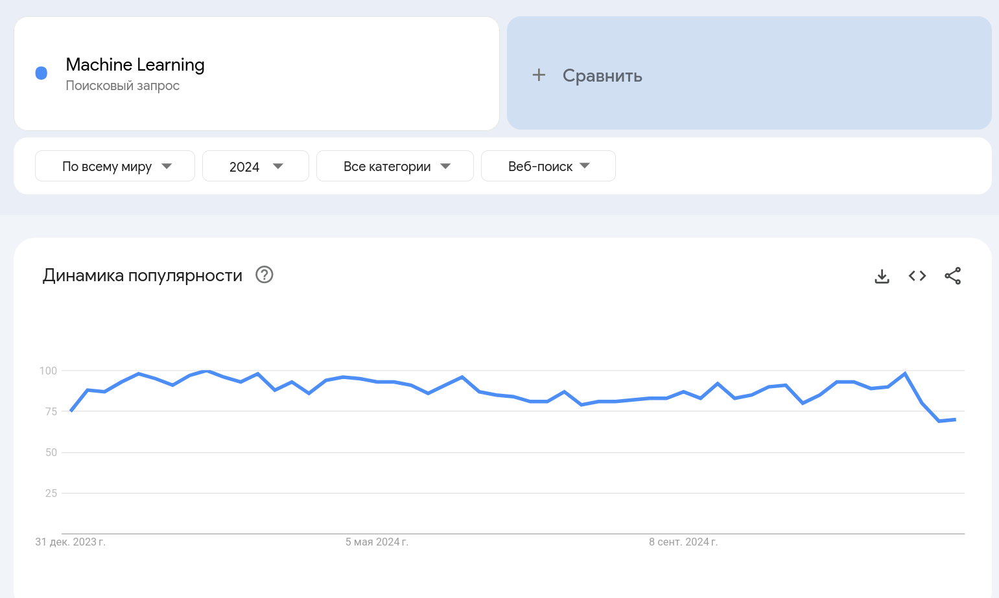 Machine Learning
Поисковый запрос
+ Сравнить
По всему миру
2024
Все категории
Веб-поиск
Динамика популярности
100
75
50
25
31 дек. 2023 г.
5 мая 2024 г.
8 сент. 2024 г.